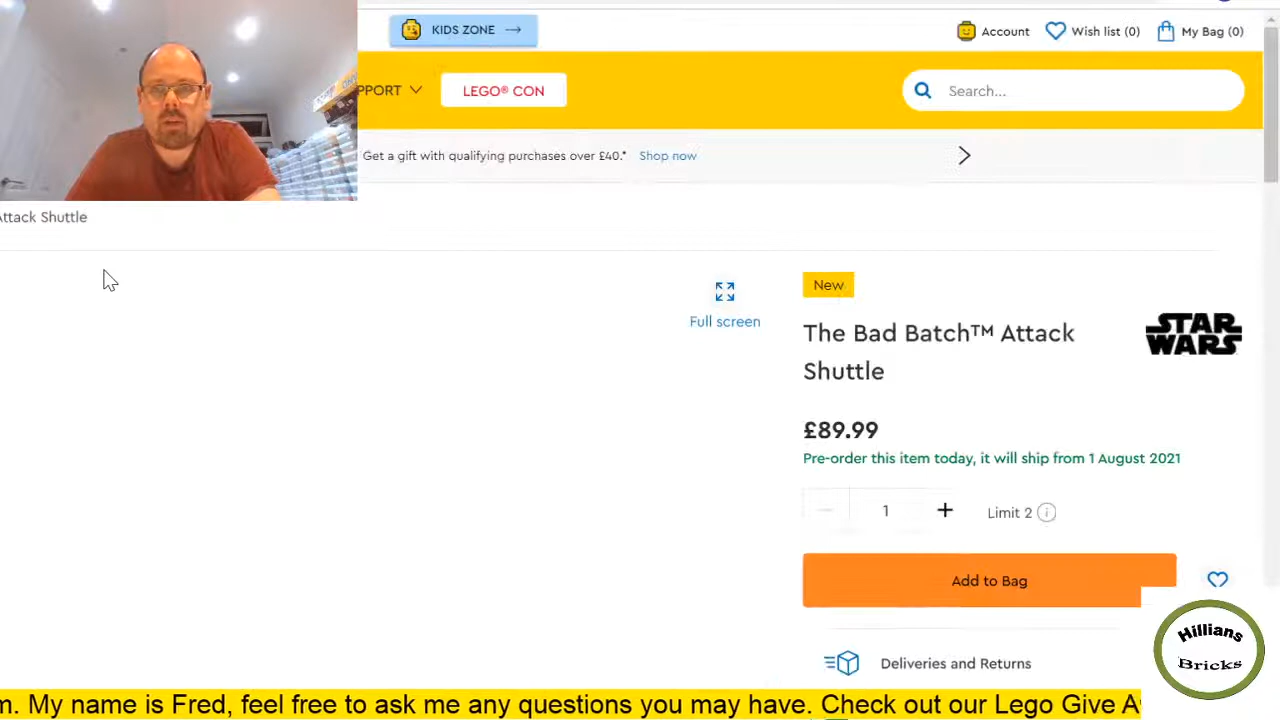 KIDS ZONE →
Account
Wish list (0)
My Bag (0)
PPORT
LEGO® CON
Search...
Get a gift with qualifying purchases over £40.* Shop now
Attack Shuttle
Full screen
New
The Bad Batch™ Attack
Shuttle
STAR
WARS
£89.99
Pre-order this item today, it will ship from 1 August 2021
1
Limit 2
Add to Bag
Deliveries and Returns
Hillians
Bricks
m. My name is Fred, feel free to ask me any questions you may have. Check out our Lego Give A